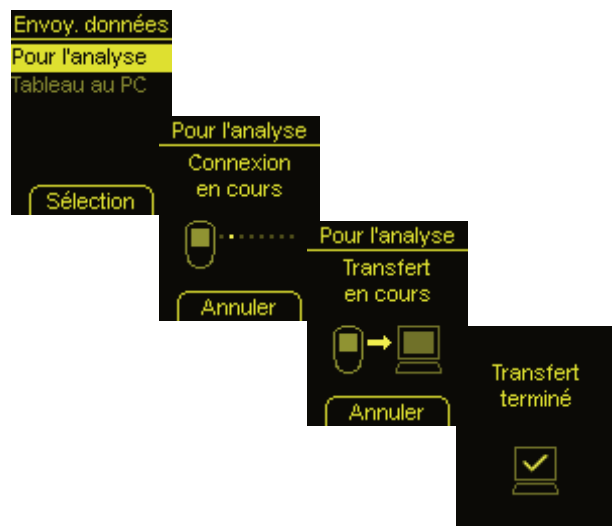 Envoy. données
Pour l'analyse
Tableau au PC
Sélection
Pour l'analyse
Connexion
en cours
Annuler
Pour l'analyse
Transfert
en cours
Annuler
Transfert
terminé